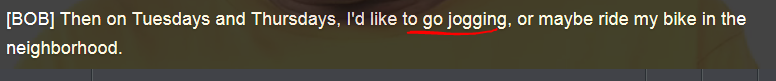 [BOB] Then on Tuesdays and Thursdays, I'd like to go jogging, or maybe ride my bike in the
neighborhood.